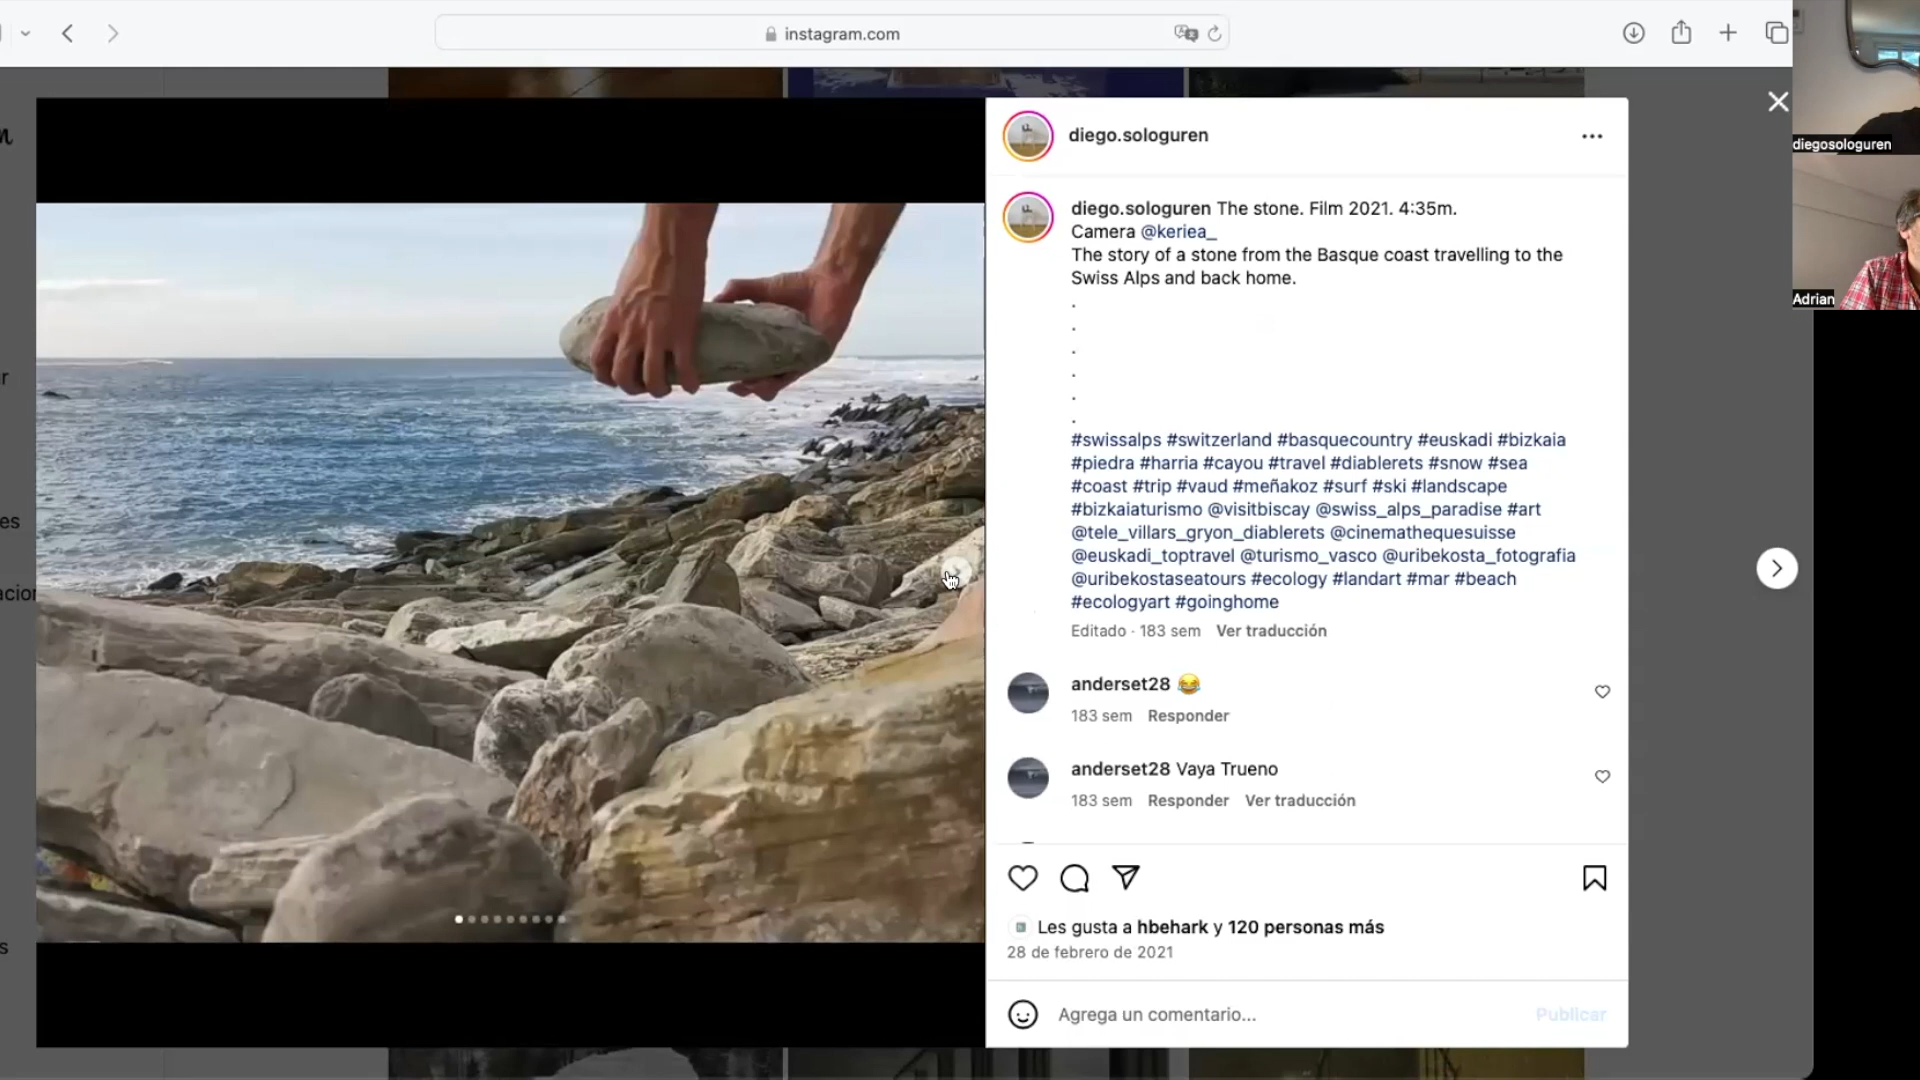 instagram.com
diego.sologuren
diegosologuren
Adrian
diego.sologuren The stone. Film 2021. 4:35m.
Camera @keriea_
The story of a stone from the Basque coast travelling to the
Swiss Alps and back home.
.
.
.
.
.
.
#swissalps #switzerland #basquecountry #euskadi #bizkaia
#piedra #harria #cayou #travel #diablerets #snow #sea
#coast #trip #vaud #meñakoz #surf #ski #landscape
#bizkaiaturismo @visitbiscay @swiss_alps_paradise #art
@tele_villars_gryon_diablerets @cinemathequesuisse
@euskadi_toptravel @turismo_vasco @uribekosta_fotografia
@uribekostaseatours #ecology #landart #mar #beach
#ecologyart #goinghome
Editado · 183 sem Ver traducción
anderset28 😂
183 sem Responder
anderset28 Vaya Trueno
183 sem Responder Ver traducción
Les gusta a hbehark y 120 personas más
28 de febrero de 2021
Agrega un comentario...
Publicar